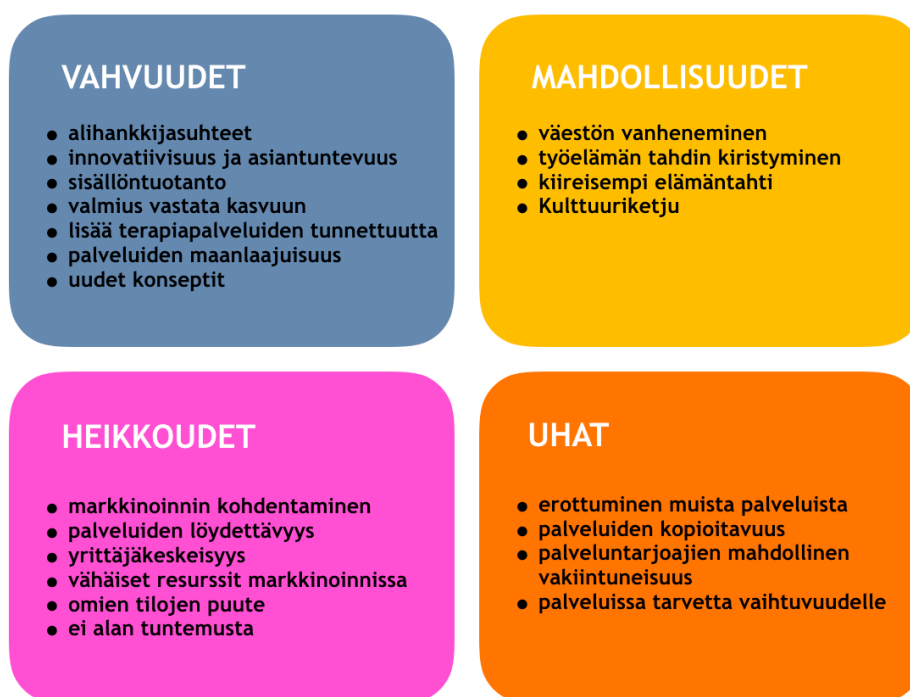 VAHVUUDET
● alihankkijasuhteet
● innovatiivisuus ja asiantuntevuus
● sisällöntuotanto
● valmius vastata kasvuun
● lisää terapiapalveluiden tunnettuutta
● palveluiden maanlaajuisuus
● uudet konseptit
MAHDOLLISUUDET
● väestön vanheneminen
● työelämän tahdin kiristyminen
● kiireisempi elämäntahti
● Kulttuuriketju
HEIKKOUDET
● markkinoinnin kohdentaminen
● palveluiden löydettävyys
● yrittäjäkeskeisyys
● vähäiset resurssit markkinoinnissa
● omien tilojen puute
● ei alan tuntemusta
UHAT
● erottuminen muista palveluista
● palveluiden kopioitavuus
● palveluntarjoajien mahdollinen
vakiintuneisuus
● palveluissa tarvetta vaihtuvuudelle